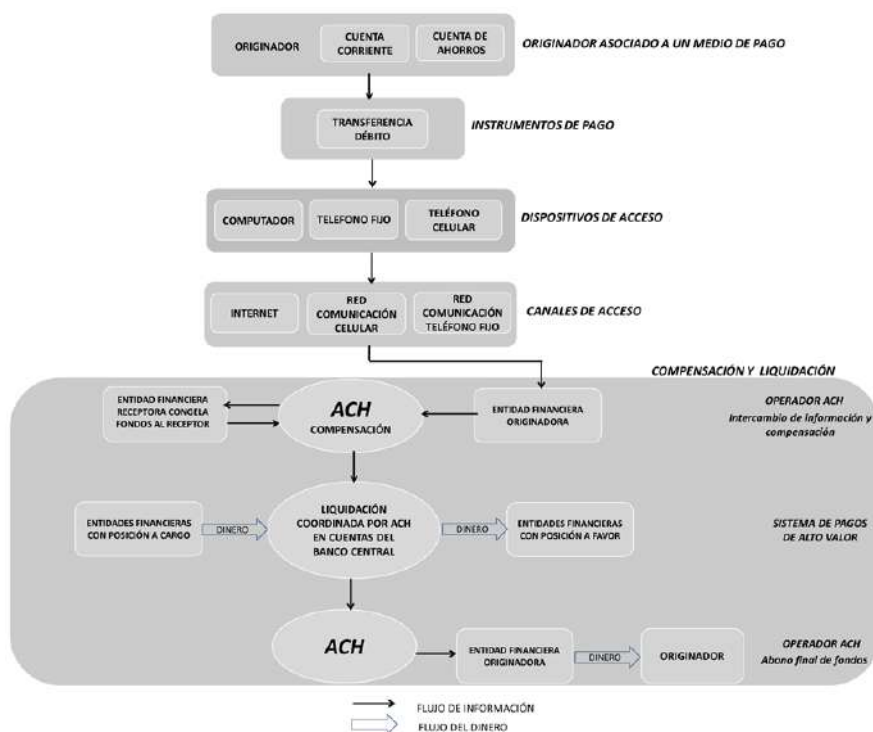 ORIGINADOR
CUENTA
CORRIENTE
CUENTA DE
AHORROS
ORIGINADOR ASOCIADO A UN MEDIO DE PAGO
TRANSFERENCIA
DÉBITO
INSTRUMENTOS DE PAGO
COMPUTADOR
TELEFONO FIJO
TELÉFONO
CELULAR
DISPOSITIVOS DE ACCESO
INTERNET
RED
COMUNICACIÓN
CELULAR
RED
COMUNICACIÓN
TELÉFONO FIJO
CANALES DE ACCESO
COMPENSACIÓN Y LIQUIDACIÓN
ENTIDAD FINANCIERA
RECEPTORA CONGELA
FONDOS AL RECEPTOR
ACH
COMPENSACIÓN
ENTIDAD FINANCIERA
ORIGINADORA
OPERADOR ACH
Intercambio de información y
compensación
ENTIDADES FINANCIERAS
CON POSICIÓN A CARGO
DINERO
LIQUIDACIÓN
COORDINADA POR ACH
EN CUENTAS DEL
BANCO CENTRAL
DINERO
ENTIDADES FINANCIERAS
CON POSICIÓN A FAVOR
SISTEMA DE PAGOS
DE ALTO VALOR
ACH
ENTIDAD FINANCIERA
ORIGINADORA
DINERO
ORIGINADOR
OPERADOR ACH
Abono final de fondos
FLUJO DE INFORMACIÓN
FLUJO DEL DINERO